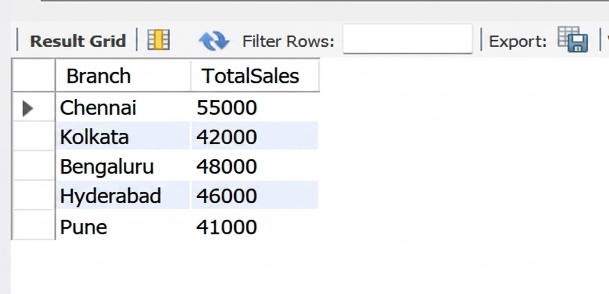 Result Grid Filter Rows: Export:
Branch TotalSales
Chennai 55000
Kolkata 42000
Bengaluru 48000
Hyderabad 46000
Pune 41000